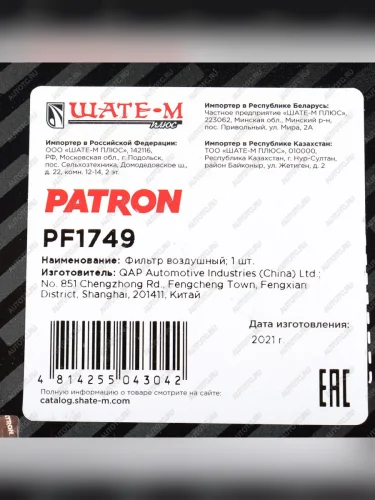 ШАТЕ-М
ПЛЮС
Импортер в Российской Федерации:
ООО «ШАТЕ-М ПЛЮС», 142116,
РФ, Московская обл., г. Подольск,
пос. Сельхозтехника, Домодедовское ш.,
д. 22, комн. 12-14, 2 эт.
Импортер в Республике Беларусь:
Частное предприятие «ШАТЕ-М ПЛЮС»,
223062, Минская обл., Минский р-н,
пос. Привольный, ул. Мира, 2А
Импортер в Республике Казахстан:
ТОО «ШАТЕ-М ПЛЮС», 010000,
Республика Казахстан, г. Нур-Султан,
район Байконур, ул. Жетиген, д. 2
PATRON
PF1749
Наименование: Фильтр воздушный; 1 шт.
Изготовитель: QAP Automotive Industries (China) Ltd.;
No. 851 Chengzhong Rd., Fengcheng Town, Fengxian
District, Shanghai, 201411, Китай
Дата изготовления:
2021 г.
4 814255 043042
EAC
Полную информацию о товаре смотрите на сайте:
catalog.shate-m.com